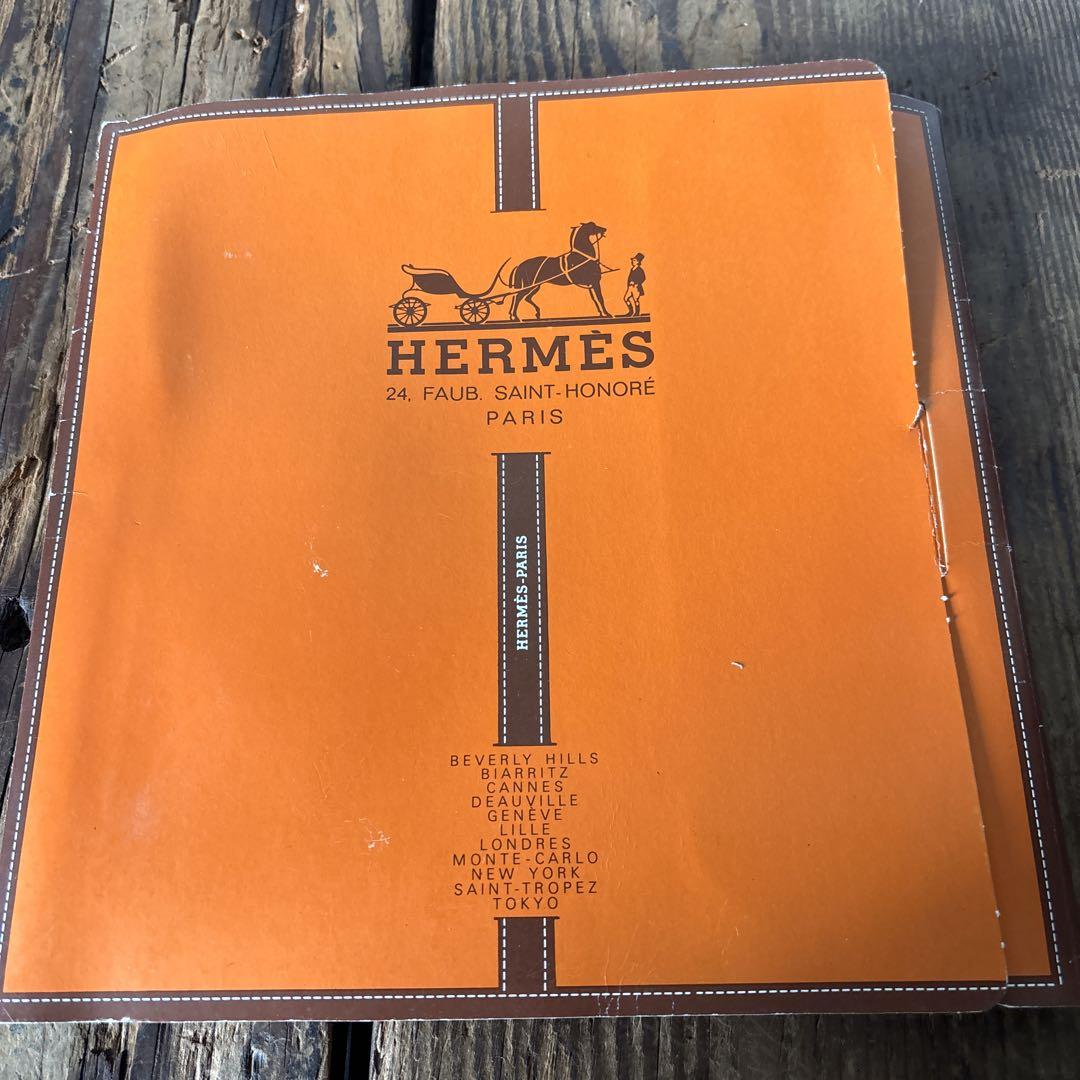 HERMÈS
24, FAUB. SAINT-HONORÉ
PARIS
HERMÈS-PARIS
BEVERLY HILLS
BIARRITZ
CANNES
DEAUVILLE
GENÈVE
LILLE
LONDRES
MONTE-CARLO
NEW YORK
SAINT-TROPEZ
TOKYO